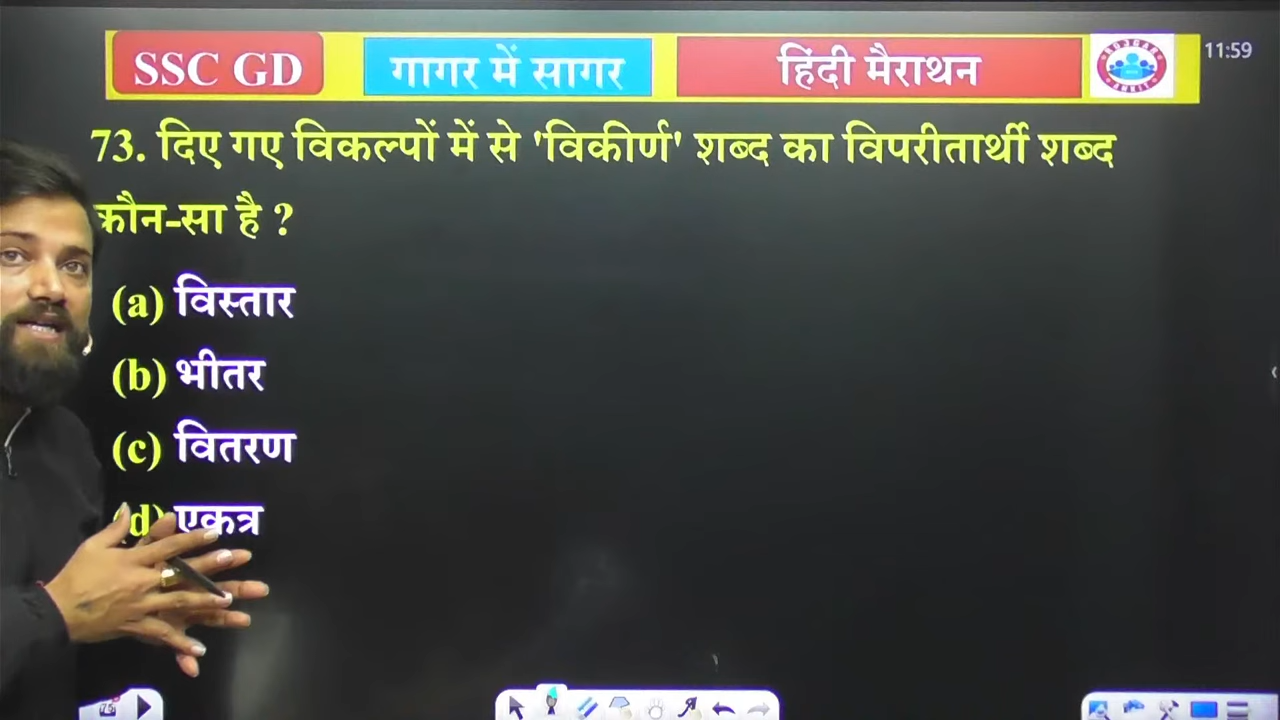 SSC GD गागर में सागर हिंदी मैराथन 11:59
73. दिए गए विकल्पों में से 'विकीर्ण' शब्द का विपरीतार्थी शब्द
कौन-सा है ?
(a) विस्तार
(b) भीतर
(c) वितरण
(d) एकत्र